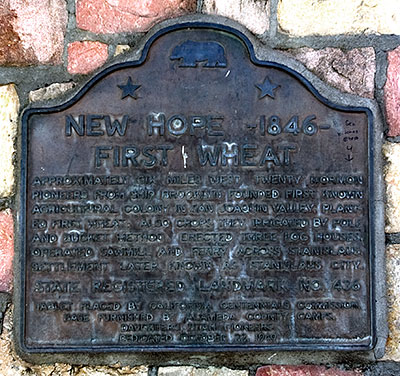 NEW HOPE -1846-
FIRST WHEAT
APPROXIMATELY SIX MILES WEST, TWENTY MORMON
PIONEERS FROM SHIP BROOKLYN FOUNDED FIRST KNOWN
AGRICULTURAL COLONY IN SAN JOAQUIN VALLEY, PLANT-
ED FIRST WHEAT. ALSO CROPS THEY IRRIGATED BY POLE
AND BUCKET METHOD. ERECTED THREE LOG HOUSES,
OPERATED SAWMILL AND FERRY ACROSS STANISLAUS.
SETTLEMENT LATER KNOWN AS STANISLAUS CITY.
STATE REGISTERED LANDMARK NO. 436
TABLET PLACED BY CALIFORNIA CENTENNIALS COMMISSION.
BASE FURNISHED BY ALAMEDA COUNTY CAMPS,
DAUGHTERS UTAH PIONEERS.
DEDICATED OCTOBER 22, 1949.